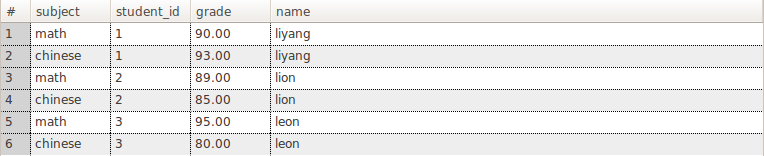 # subject student_id grade name
1 math 1 90.00 liyang
2 chinese 1 93.00 liyang
3 math 2 89.00 lion
4 chinese 2 85.00 lion
5 math 3 95.00 leon
6 chinese 3 80.00 leon